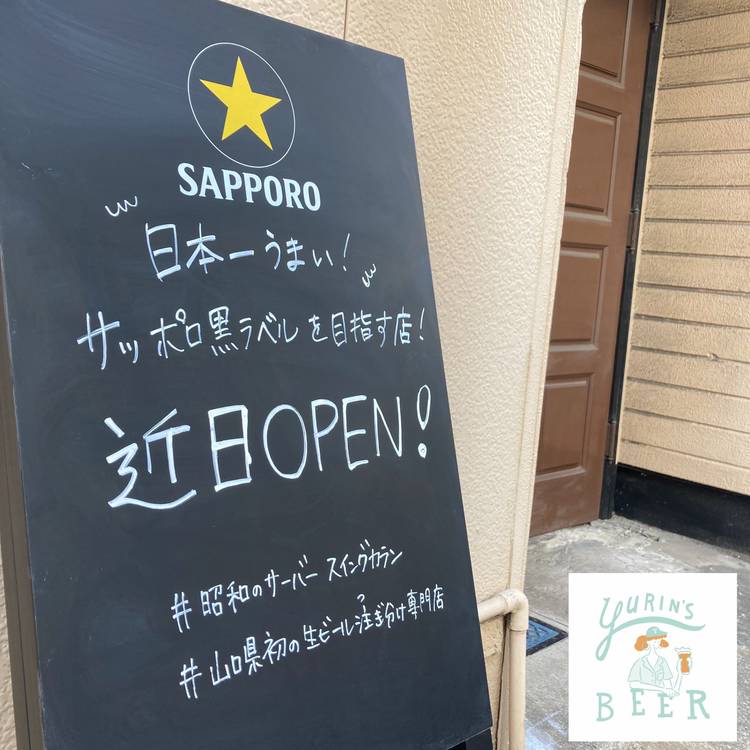 SAPPORO
日本一うまい!
サッポロ黒ラベルを目指す店!
近日OPEN!
#昭和のサーバー スイングカラン
#山口県初の生ビール注ぎ分け専門店
つ
YURIN'S
BEER